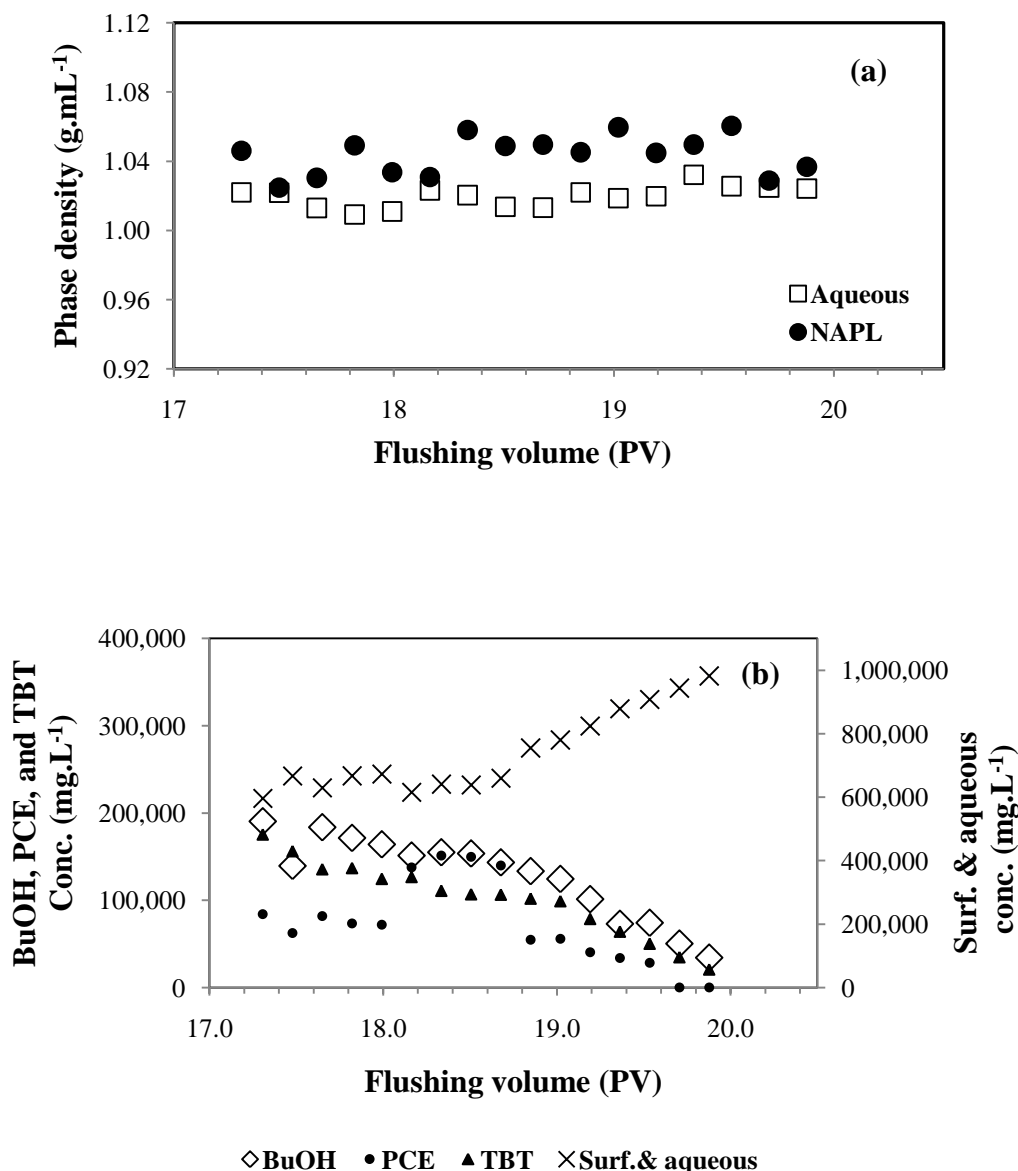 1.12
1.08
1.04
1.00
0.96
0.92
Phase density (g.mL-1)
(a)
Aqueous
NAPL
17 18 19 20
Flushing volume (PV)
400,000
300,000
200,000
100,000
0
BuOH, PCE, and TBT
Conc. (mg.L-1)
(b)
1,000,000
800,000
600,000
400,000
200,000
0
Surf. & aqueous
conc. (mg.L-1)
17.0 18.0 19.0 20.0
Flushing volume (PV)
BuOH PCE TBT Surf.& aqueous